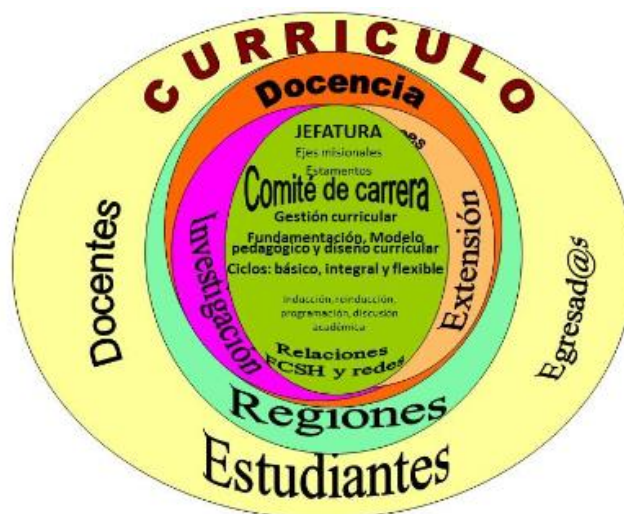 CURRICULO
Docencia
JEFATURA
Ejes misionales
Estamentos
Comité de carrera
Gestión curricular
Fundamentación, Modelo
pedagógico y diseño curricular
Ciclos: básico, integral y flexible
Inducción, reinducción,
programación, discusión
académica
Relaciones
FCSH y redes
Investigación
Extensión
Docentes
Egresad@s
Regiones
Estudiantes